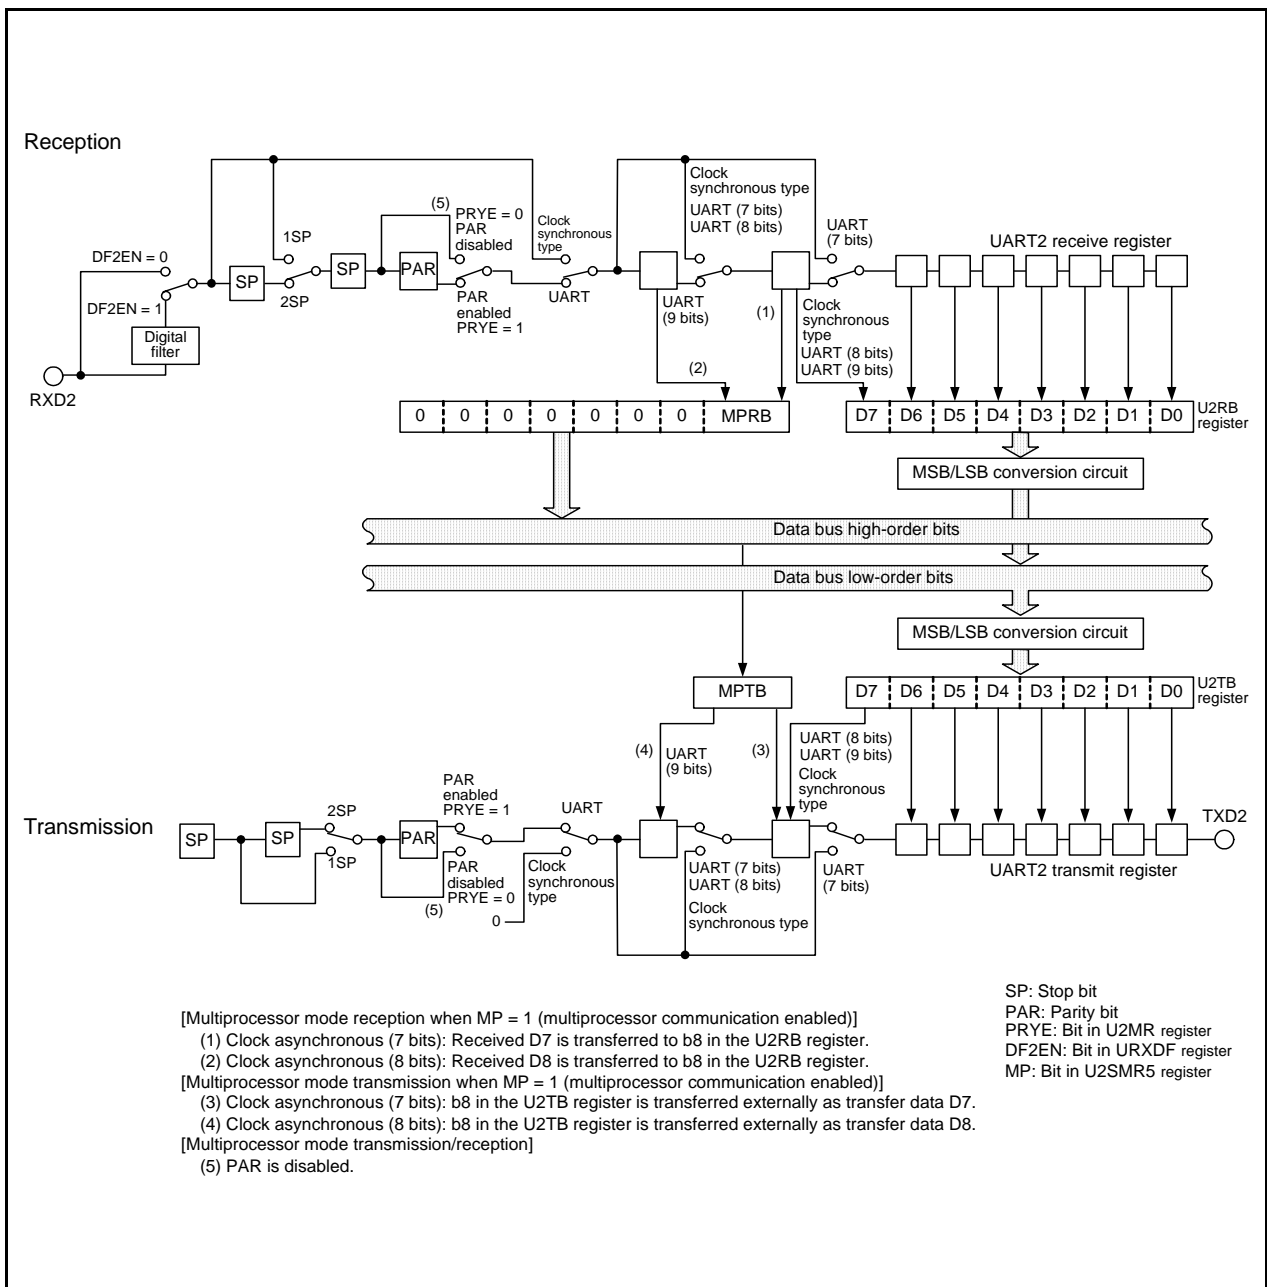 Reception
(5)
PRYE = 0
PAR
disabled
Clock
synchronous
type
Clock
synchronous type
UART (7 bits)
UART (8 bits)
UART
(7 bits)
UART2 receive register
DF2EN = 0
1SP
SP
SP
PAR
2SP
UART
DF2EN = 1
PAR
enabled
PRYE = 1
UART
(9 bits)
(1)
Clock
synchronous
type
UART (8 bits)
UART (9 bits)
Digital
filter
RXD2
(2)
0 0 0 0 0 0 0 MPRB
D7 D6 D5 D4 D3 D2 D1 D0
U2RB
register
MSB/LSB conversion circuit
Data bus high-order bits
Data bus low-order bits
MSB/LSB conversion circuit
MPTB
D7 D6 D5 D4 D3 D2 D1 D0
U2TB
register
(4)
UART
(9 bits)
(3)
UART (8 bits)
UART (9 bits)
Clock
synchronous
type
Transmission
SP
SP
2SP
1SP
PAR
PAR
enabled
PRYE = 1
UART
PAR
disabled
PRYE = 0
(5)
0
Clock
synchronous
type
UART (7 bits)
UART (8 bits)
Clock
synchronous type
UART
(7 bits)
TXD2
UART2 transmit register
SP: Stop bit
PAR: Parity bit
PRYE: Bit in U2MR register
DF2EN: Bit in URXDF register
MP: Bit in U2SMR5 register
[Multiprocessor mode reception when MP = 1 (multiprocessor communication enabled)]
(1) Clock asynchronous (7 bits): Received D7 is transferred to b8 in the U2RB register.
(2) Clock asynchronous (8 bits): Received D8 is transferred to b8 in the U2RB register.
[Multiprocessor mode transmission when MP = 1 (multiprocessor communication enabled)]
(3) Clock asynchronous (7 bits): b8 in the U2TB register is transferred externally as transfer data D7.
(4) Clock asynchronous (8 bits): b8 in the U2TB register is transferred externally as transfer data D8.
[Multiprocessor mode transmission/reception]
(5) PAR is disabled.